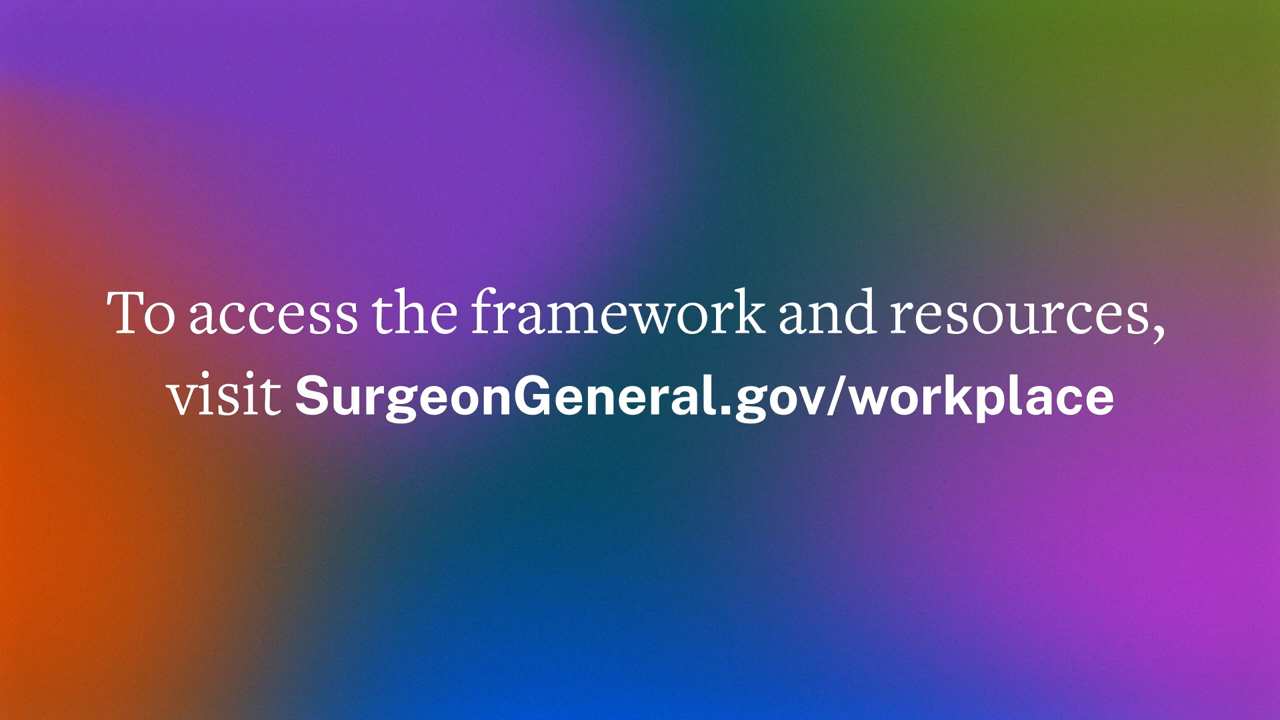 To access the framework and resources,
visit SurgeonGeneral.gov/workplace